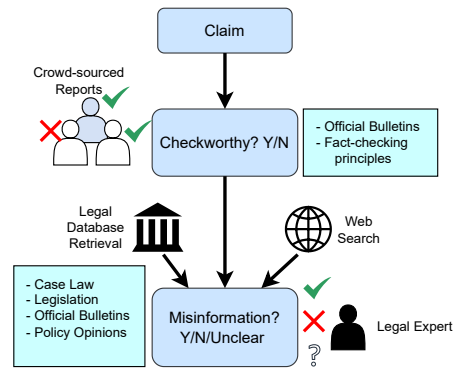 Claim
Crowd-sourced
Reports
Checkworthy? Y/N
- Official Bulletins
- Fact-checking
principles
Legal
Database
Retrieval
Web
Search
- Case Law
- Legislation
- Official Bulletins
- Policy Opinions
Misinformation?
Y/N/Unclear
?
Legal Expert